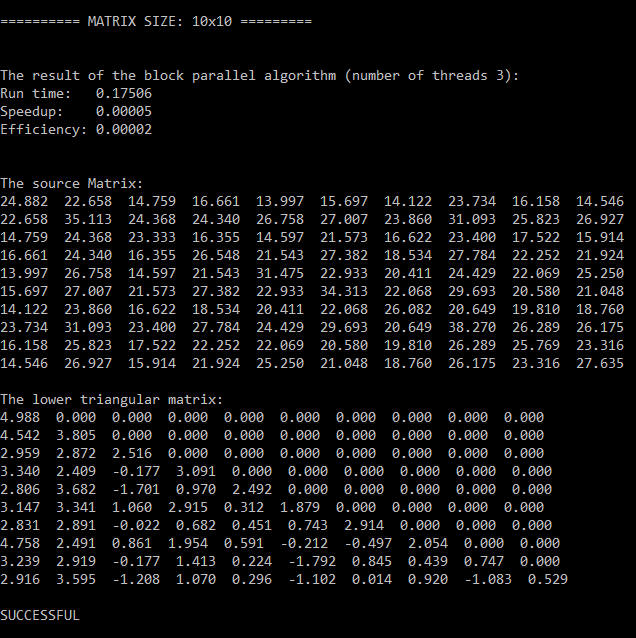 ========== MATRIX SIZE: 10x10 =========
The result of the block parallel algorithm (number of threads 3):
Run time:   0.17506
Speedup:    0.00005
Efficiency: 0.00002
The source Matrix:
24.882  22.658  14.759  16.661  13.997  15.697  14.122  23.734  16.158  14.546
22.658  35.113  24.368  24.340  26.758  27.007  23.860  31.093  25.823  26.927
14.759  24.368  23.333  16.355  14.597  21.573  16.622  23.400  17.522  15.914
16.661  24.340  16.355  26.548  21.543  27.382  18.534  27.784  22.252  21.924
13.997  26.758  14.597  21.543  31.475  22.933  20.411  24.429  22.069  25.250
15.697  27.007  21.573  27.382  22.933  34.313  22.068  29.693  20.580  21.048
14.122  23.860  16.622  18.534  20.411  22.068  26.082  20.649  19.810  18.760
23.734  31.093  23.400  27.784  24.429  29.693  20.649  38.270  26.289  26.175
16.158  25.823  17.522  22.252  22.069  20.580  19.810  26.289  25.769  23.316
14.546  26.927  15.914  21.924  25.250  21.048  18.760  26.175  23.316  27.635
The lower triangular matrix:
4.988  0.000  0.000  0.000  0.000  0.000  0.000  0.000  0.000  0.000
4.542  3.805  0.000  0.000  0.000  0.000  0.000  0.000  0.000  0.000
2.959  2.872  2.516  0.000  0.000  0.000  0.000  0.000  0.000  0.000
3.340  2.409  -0.177  3.091  0.000  0.000  0.000  0.000  0.000  0.000
2.806  3.682  -1.701  0.970  2.492  0.000  0.000  0.000  0.000  0.000
3.147  3.341  1.060  2.915  0.312  1.879  0.000  0.000  0.000  0.000
2.831  2.891  -0.022  0.682  0.451  0.743  2.914  0.000  0.000  0.000
4.758  2.491  0.861  1.954  0.591  -0.212  -0.497  2.054  0.000  0.000
3.239  2.919  -0.177  1.413  0.224  -1.792  0.845  0.439  0.747  0.000
2.916  3.595  -1.208  1.070  0.296  -1.102  0.014  0.920  -1.083  0.529
SUCCESSFUL